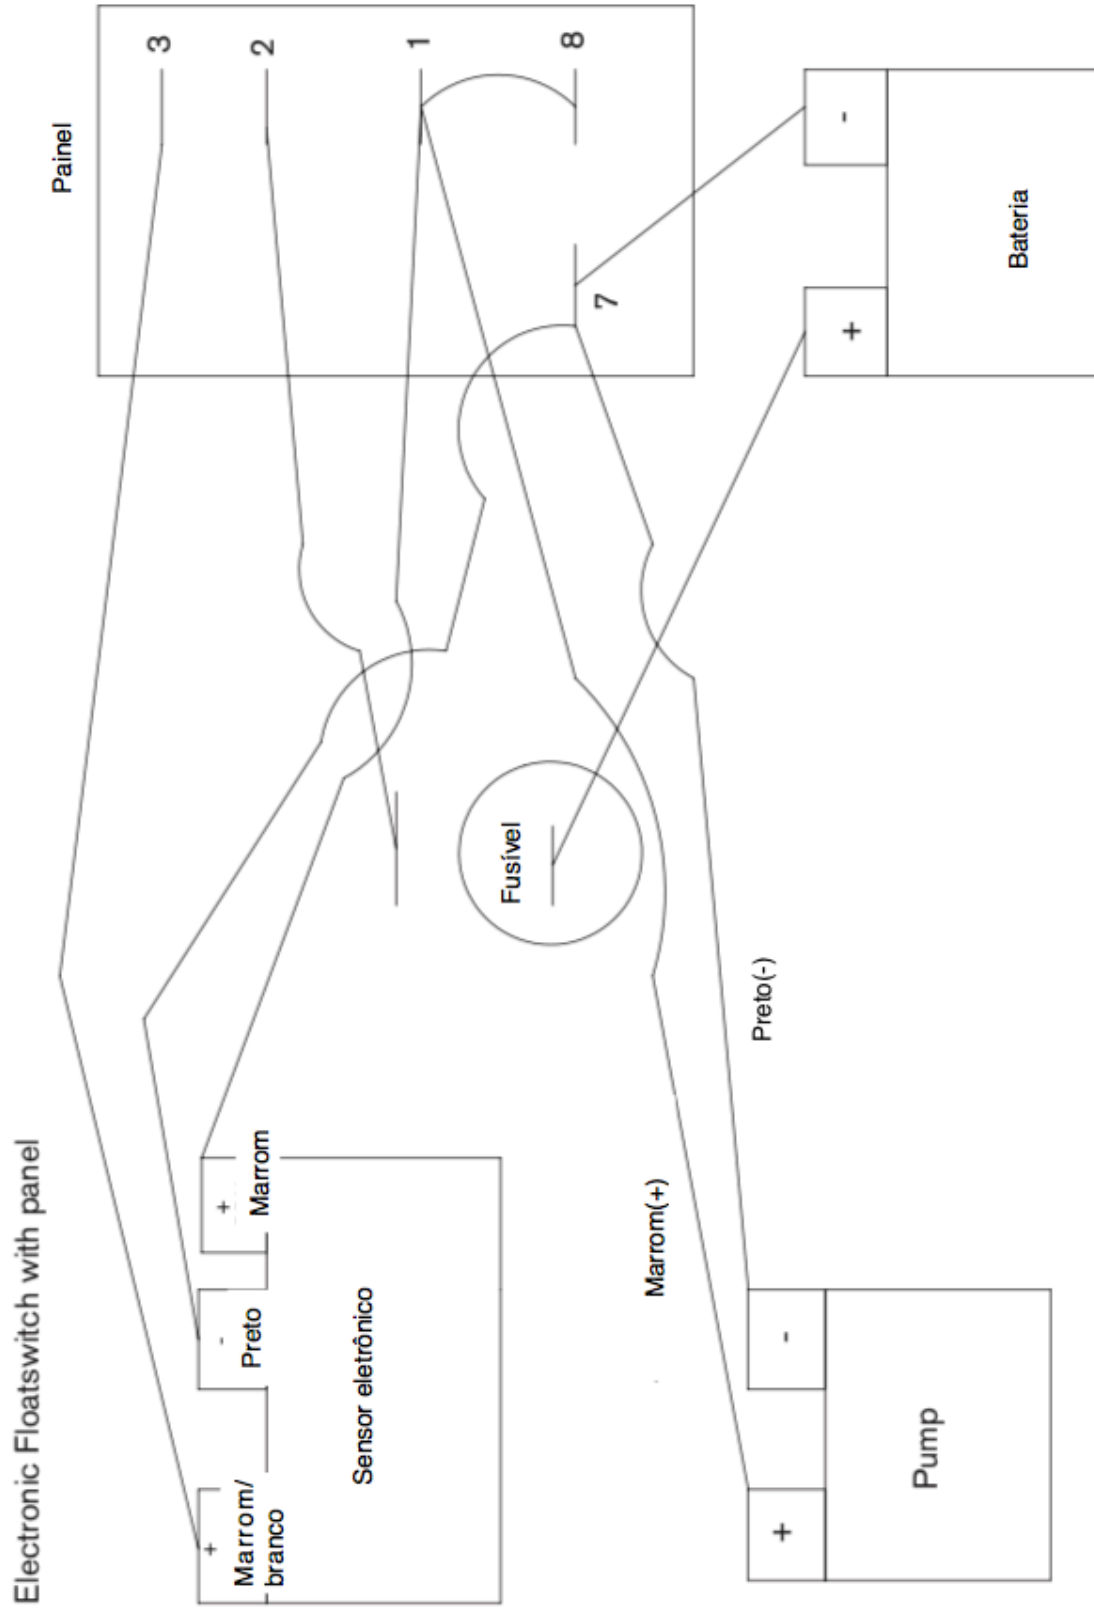 Electronic Floatswitch with panel
Marrom/
branco
+
Preto
-
Marrom
+
Sensor eletrônico
Painel
3
2
1
8
7
Fusível
Marrom(+)
Preto(-)
+
-
Pump
+
-
Bateria